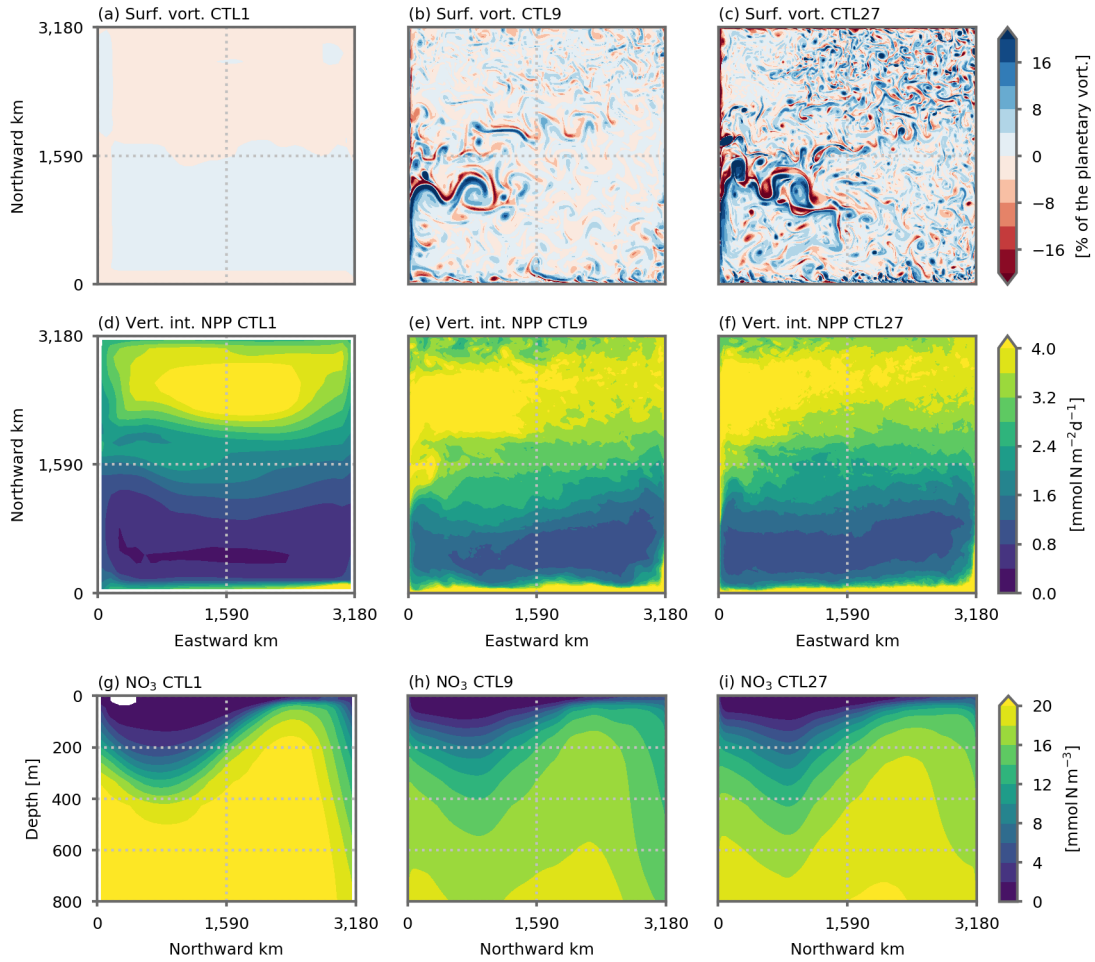 (a) Surf. vort. CTL1
(b) Surf. vort. CTL9
(c) Surf. vort. CTL27
3,180
1,590
0
Northward km
16
8
0
−8
−16
[% of the planetary vort.]
(d) Vert. int. NPP CTL1
(e) Vert. int. NPP CTL9
(f) Vert. int. NPP CTL27
3,180
1,590
0
Northward km
0
1,590
3,180
Eastward km
0
1,590
3,180
Eastward km
0
1,590
3,180
Eastward km
4.0
3.2
2.4
1.6
0.8
0.0
[mmol N m⁻²d⁻¹]
(g) NO₃ CTL1
(h) NO₃ CTL9
(i) NO₃ CTL27
0
200
400
600
800
Depth [m]
0
1,590
3,180
Northward km
0
1,590
3,180
Northward km
0
1,590
3,180
Northward km
20
16
12
8
4
0
[mmol N m⁻³]